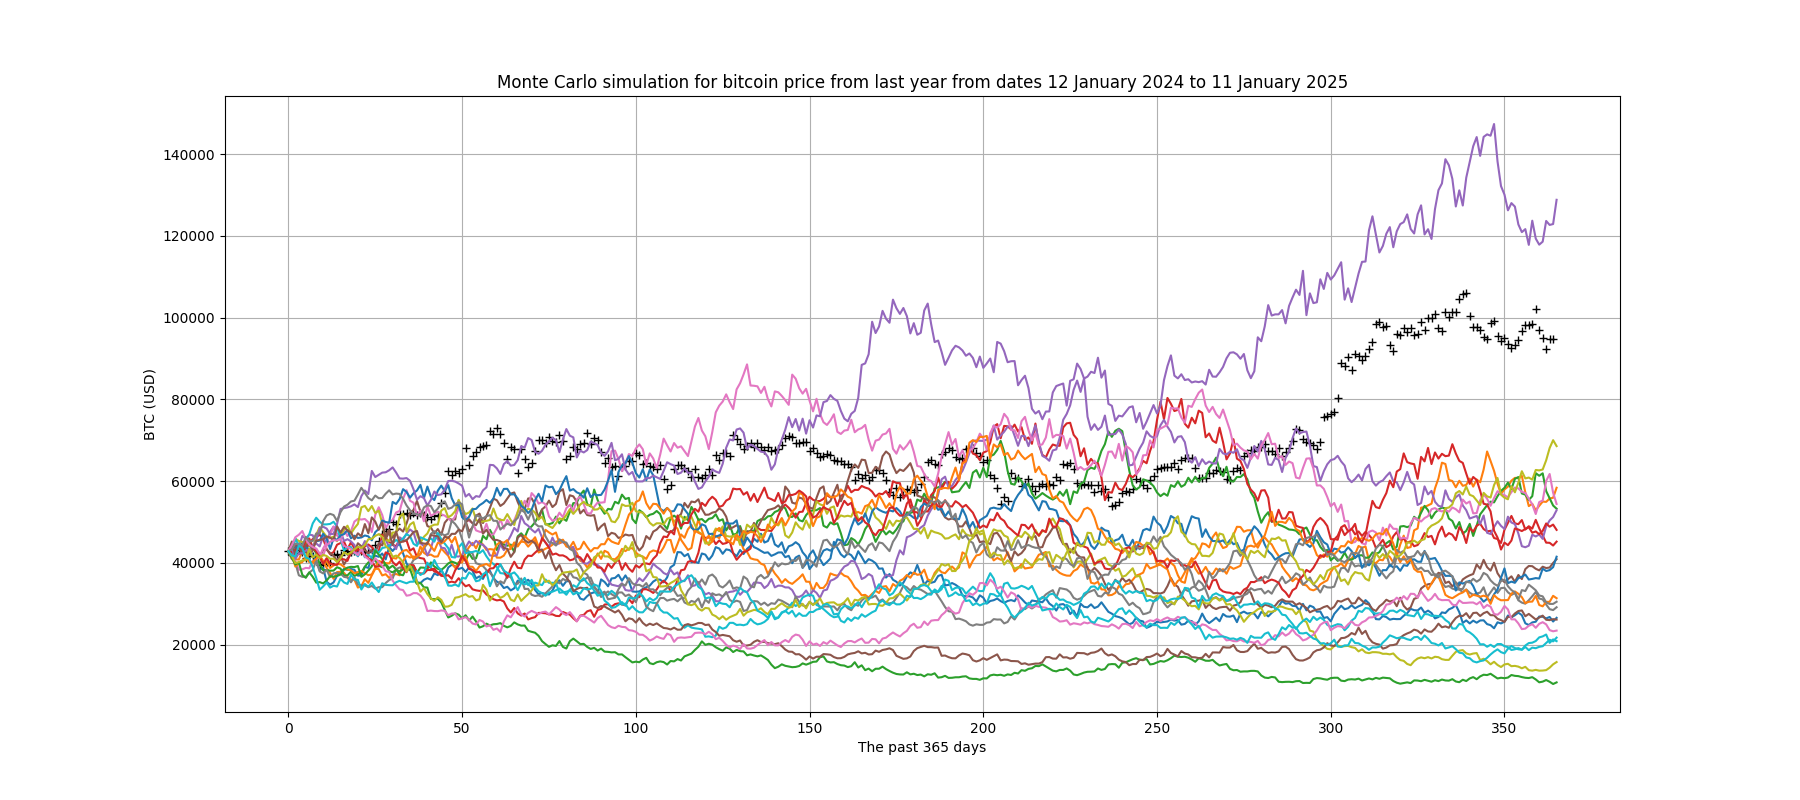 Monte Carlo simulation for bitcoin price from last year from dates 12 January 2024 to 11 January 2025
140000
120000
100000
80000
60000
40000
20000
BTC (USD)
0 50 100 150 200 250 300 350
The past 365 days